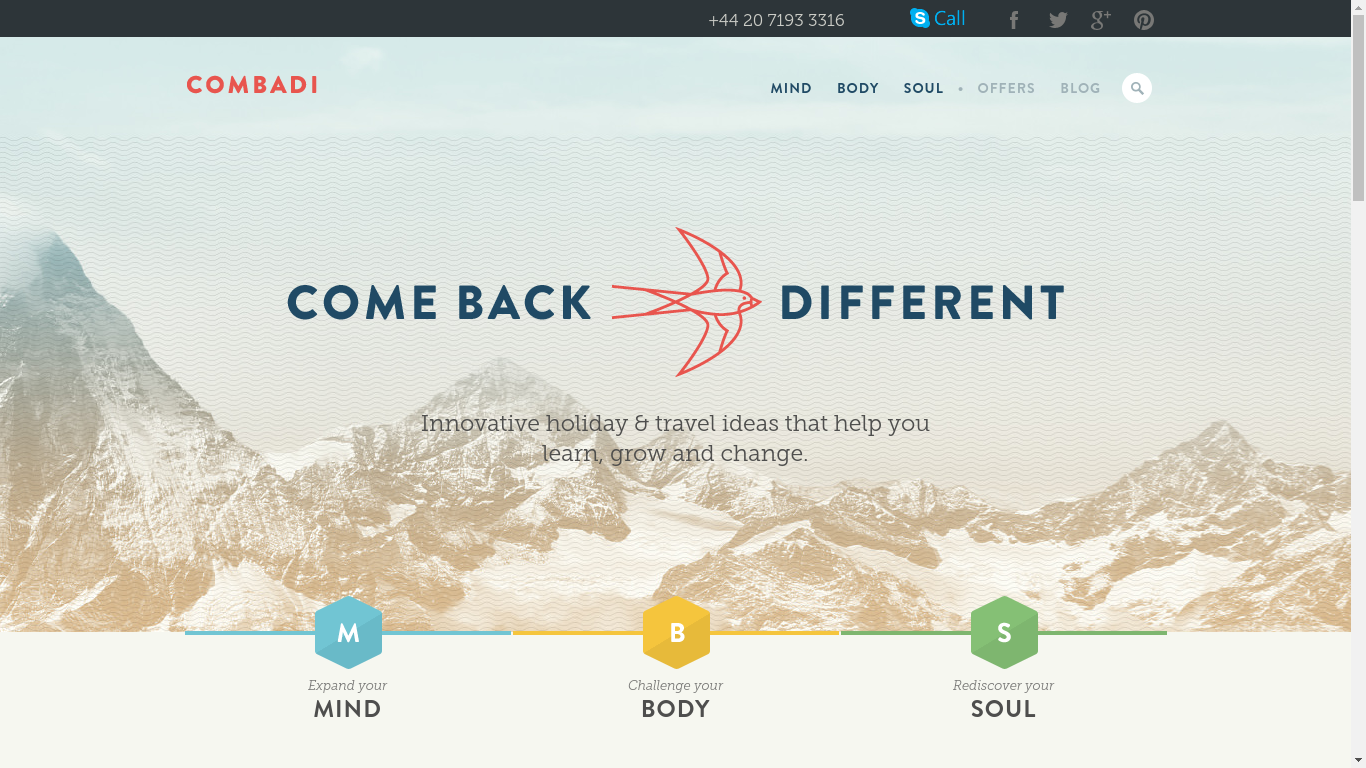 +44 20 7193 3316
S Call
COMBADI
MIND BODY SOUL • OFFERS BLOG
COME BACK DIFFERENT
Innovative holiday & travel ideas that help you
learn, grow and change.
M B S
Expand your Challenge your Rediscover your
MIND BODY SOUL